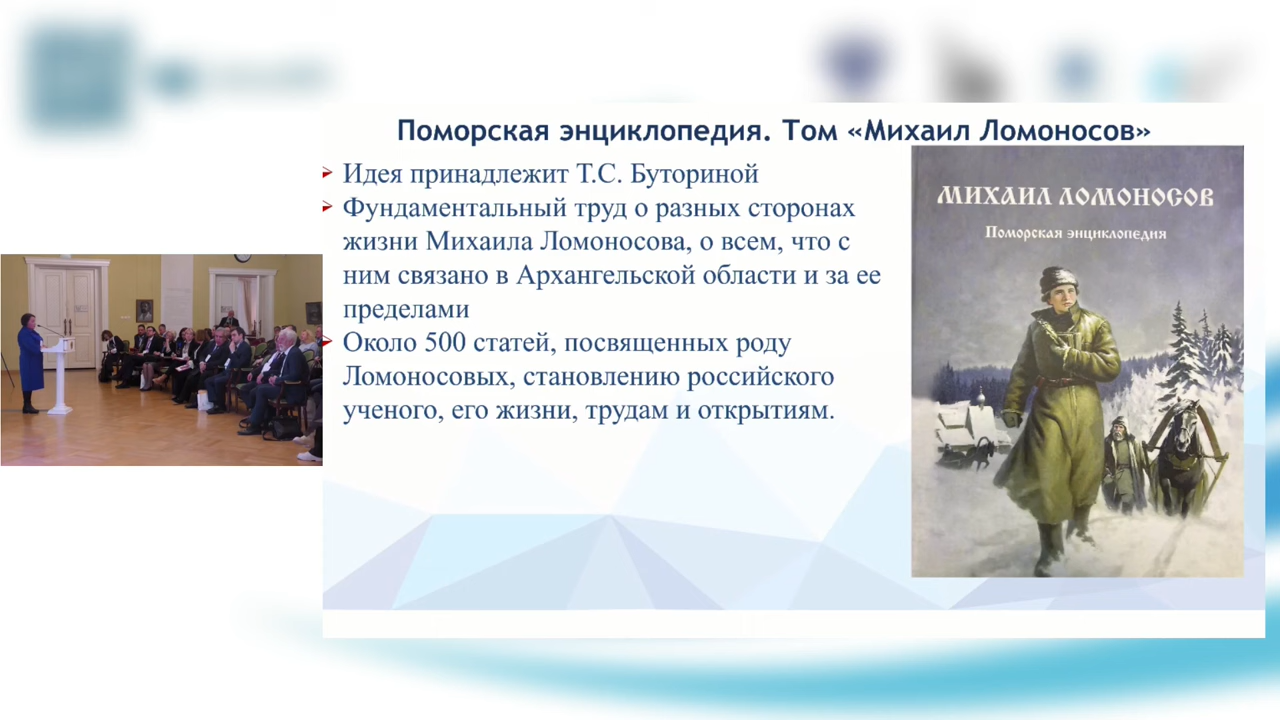 Поморская энциклопедия. Том «Михаил Ломоносов»
Идея принадлежит Т.С. Буториной
Фундаментальный труд о разных сторонах
жизни Михаила Ломоносова, о всем, что с
ним связано в Архангельской области и за ее
пределами
Около 500 статей, посвященных роду
Ломоносовых, становлению российского
ученого, его жизни, трудам и открытиям.
МИХАИЛ ЛОМОНОСОВ
Поморская энциклопедия